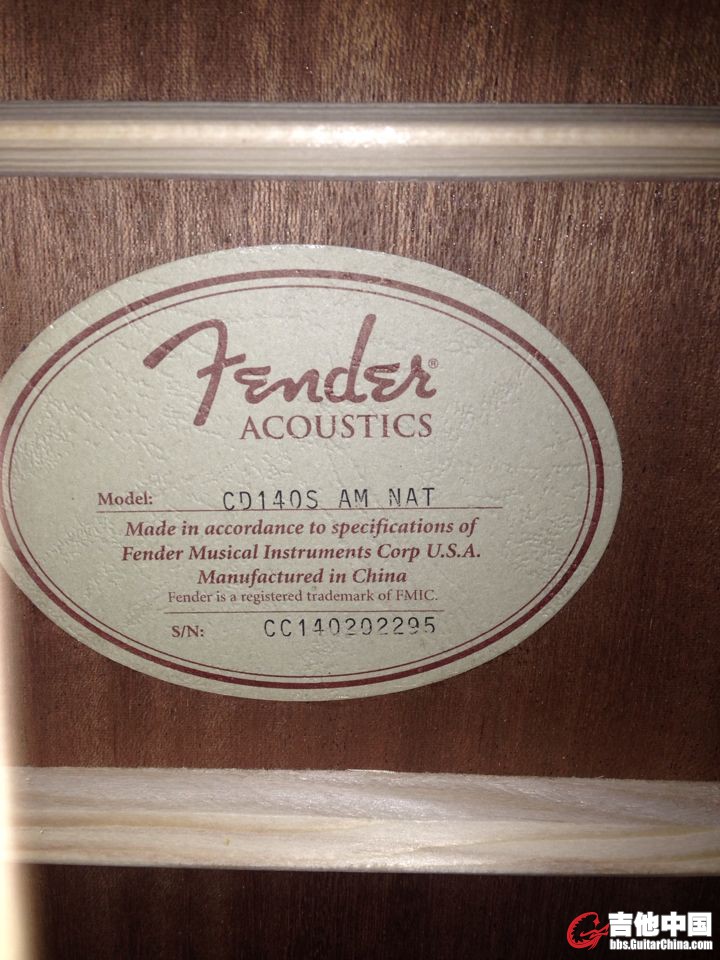 Fender®
ACOUSTICS
Model: CD140S AM NAT
Made in accordance to specifications of
Fender Musical Instruments Corp U.S.A.
Manufactured in China
Fender is a registered trademark of FMIC.
S/N: CC140202295
吉他中国
bbs.GuitarChina.com